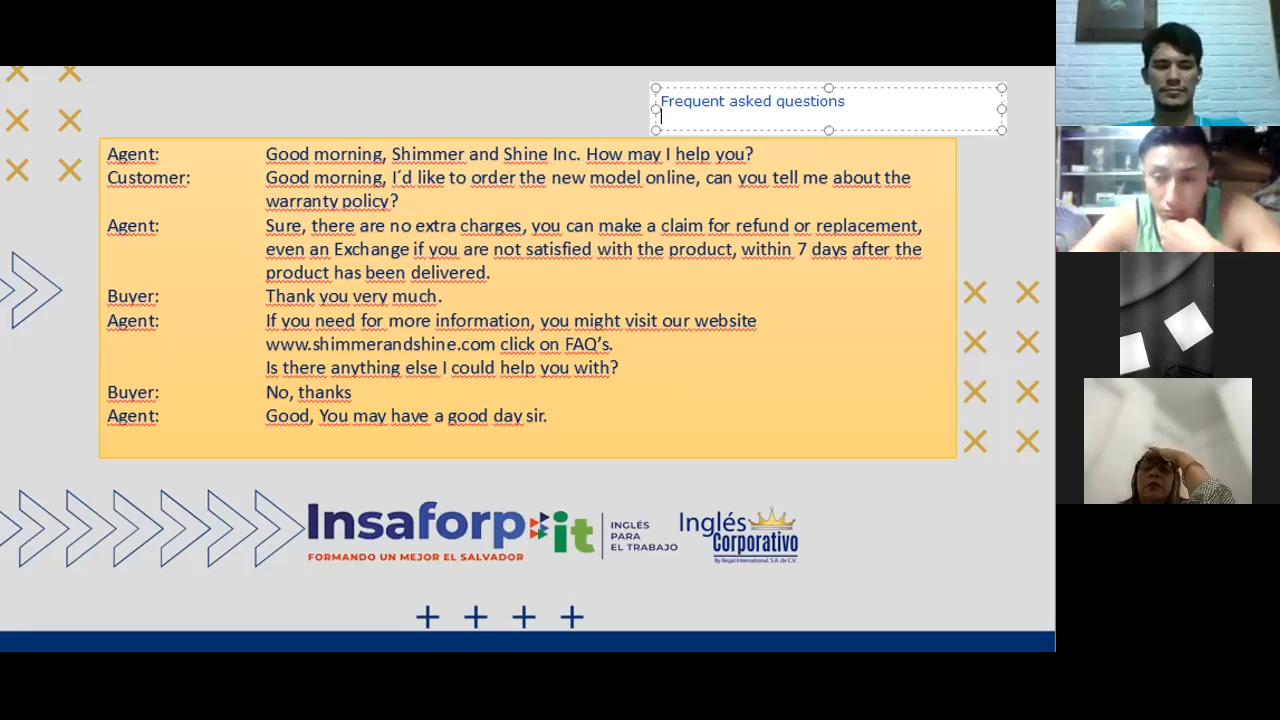 Frequent asked questions
Agent: Good morning, Shimmer and Shine Inc. How may I help you?
Customer: Good morning, I´d like to order the new model online, can you tell me about the
warranty policy?
Agent: Sure, there are no extra charges, you can make a claim for refund or replacement,
even an Exchange if you are not satisfied with the product, within 7 days after the
product has been delivered.
Buyer: Thank you very much.
Agent: If you need for more information, you might visit our website
www.shimmerandshine.com click on FAQ’s.
Is there anything else I could help you with?
Buyer: No, thanks
Agent: Good, You may have a good day sir.
Insaforp
FORMANDO UN MEJOR EL SALVADOR
it
INGLÉS
PARA
EL TRABAJO
Inglés
Corporativo
By Regal International, S.A. de C.V.